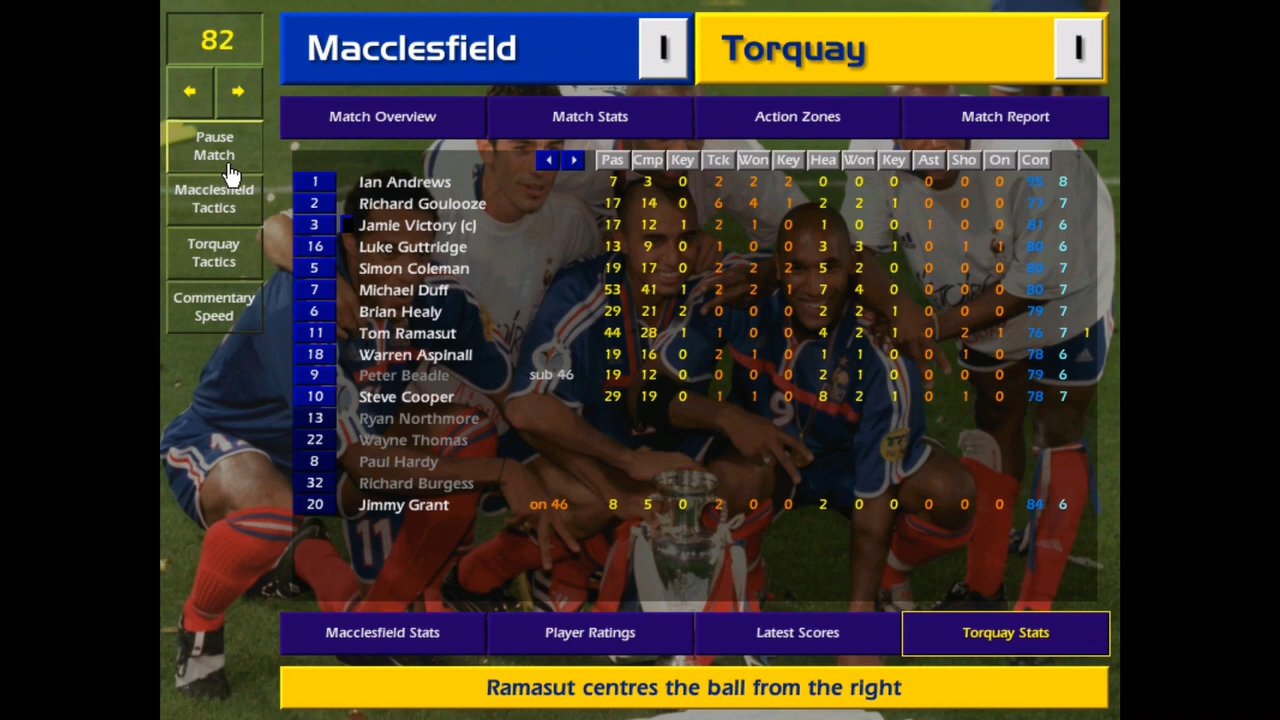 82
Macclesfield 1 Torquay 1
Pause Match
Macclesfield Tactics
Torquay Tactics
Commentary Speed
Match Overview Match Stats Action Zones Match Report
Pas Cmp Key Tck Won Key Hea Won Key Ast Sho On Con
1 Ian Andrews 7 3 0 2 2 2 0 0 0 0 0 0 95 8
2 Richard Goulooze 17 14 0 6 4 1 2 2 1 0 0 0 77 7
3 Jamie Victory (c) 17 12 1 2 1 0 1 0 0 1 0 0 81 6
16 Luke Guttridge 13 9 0 1 0 0 3 3 1 0 1 1 80 6
5 Simon Coleman 19 17 0 2 2 2 5 2 0 0 0 0 80 7
7 Michael Duff 53 41 1 2 2 1 7 4 0 0 0 0 80 7
6 Brian Healy 29 21 2 0 0 0 2 2 1 0 0 0 79 7
11 Tom Ramasut 44 28 1 1 0 0 4 2 1 0 2 1 76 7 1
18 Warren Aspinall 19 16 0 2 1 0 1 1 0 0 1 0 78 6
9 Peter Beadle sub 46 19 12 0 0 0 0 2 1 0 0 0 0 79 6
10 Steve Cooper 29 19 0 1 1 0 8 2 1 0 1 0 78 7
13 Ryan Northmore
22 Wayne Thomas
8 Paul Hardy
32 Richard Burgess
20 Jimmy Grant on 46 8 5 0 2 0 0 2 0 0 0 0 0 84 6
Macclesfield Stats Player Ratings Latest Scores Torquay Stats
Ramasut centres the ball from the right